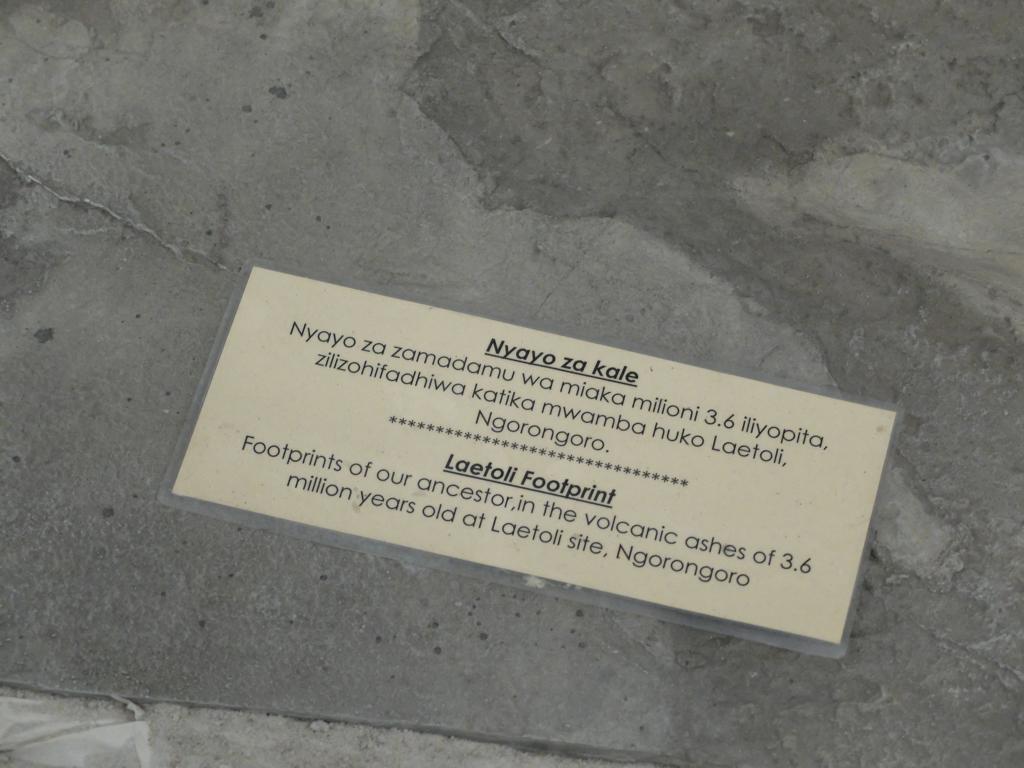 Nyayo za kale
Nyayo za zamadamu wa miaka milioni 3.6 iliyopita,
zilizohifadhiwa katika mwamba huko Laetoli,
Ngorongoro.
********************************
Laetoli Footprint
Footprints of our ancestor,in the volcanic ashes of 3.6
million years old at Laetoli site, Ngorongoro